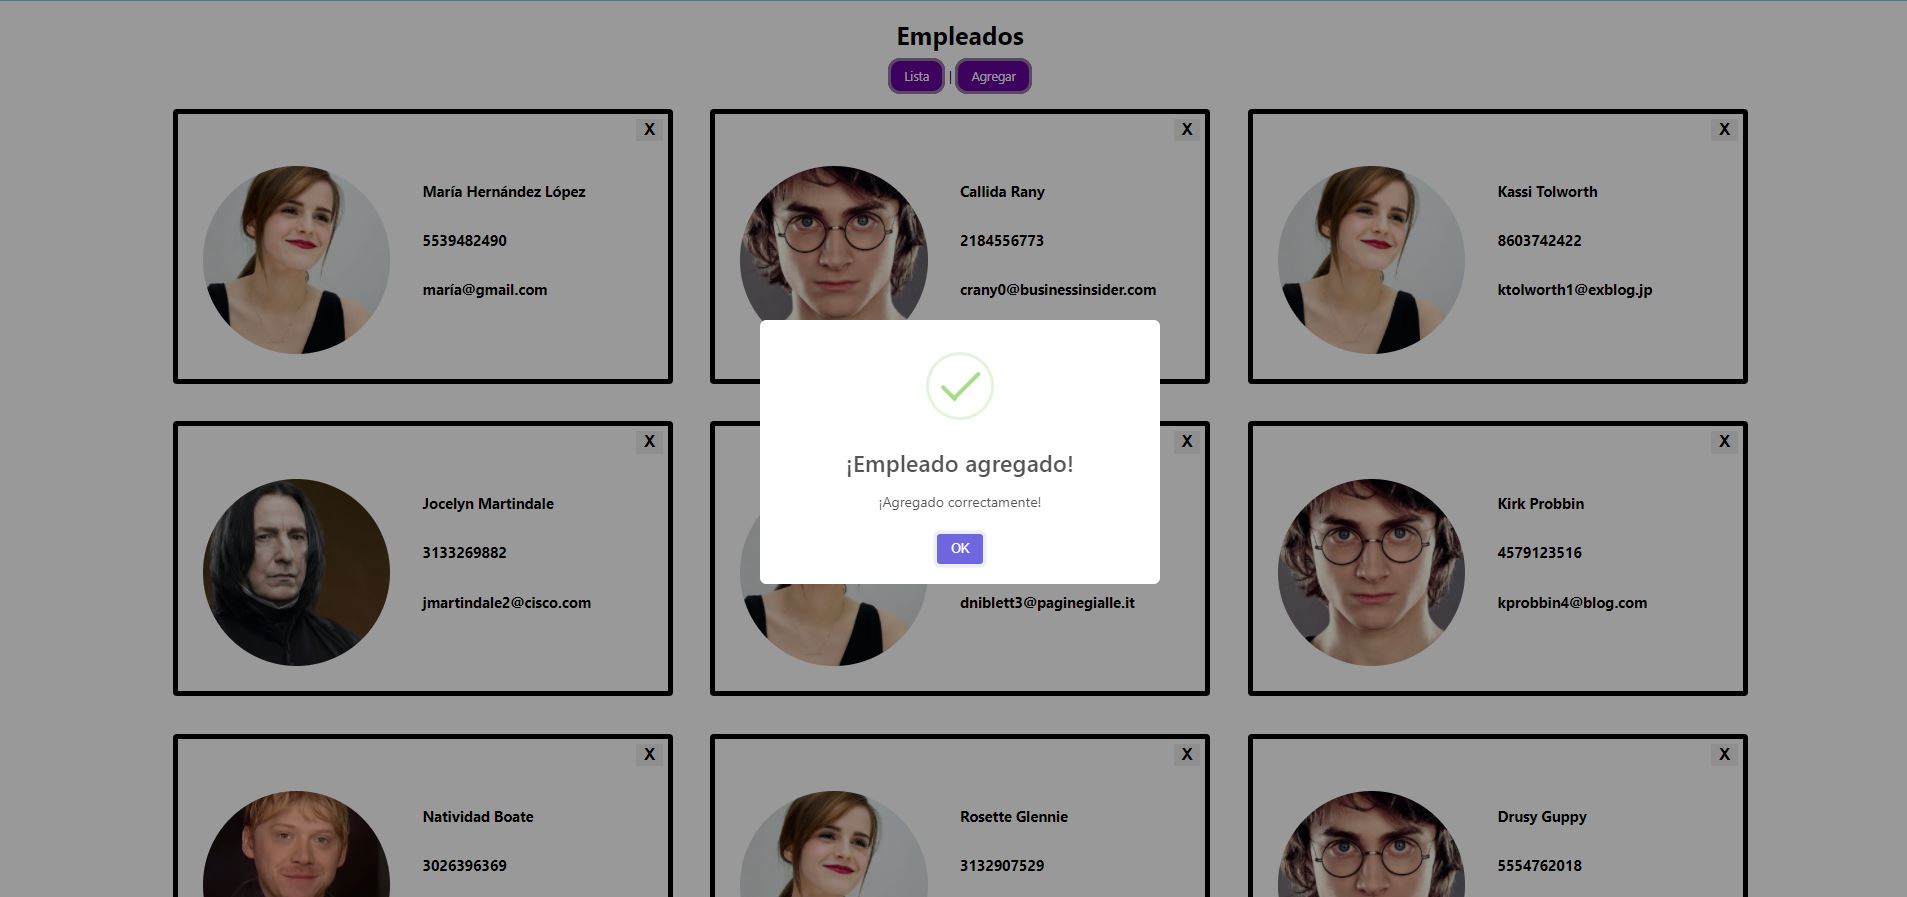 Empleados
Lista | Agregar
X
María Hernández López
5539482490
maría@gmail.com
X
Callida Rany
2184556773
crany0@businessinsider.com
X
Kassi Tolworth
8603742422
ktolworth1@exblog.jp
¡Empleado agregado!
¡Agregado correctamente!
OK
X
Jocelyn Martindale
3133269882
jmartindale2@cisco.com
X
dniblett3@paginegialle.it
X
Kirk Probbin
4579123516
kprobbin4@blog.com
X
Natividad Boate
3026396369
X
Rosette Glennie
3132907529
X
Drusy Guppy
5554762018